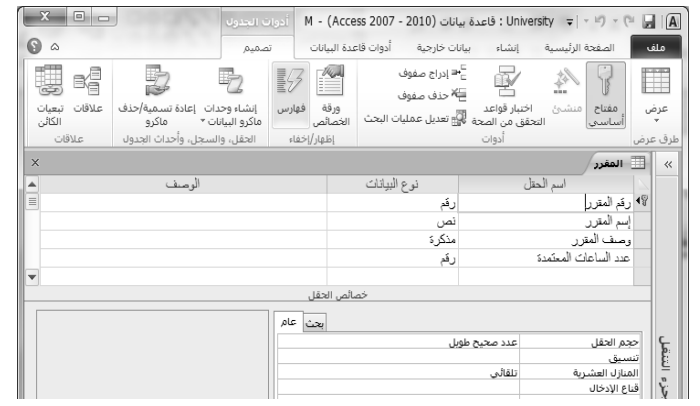 أدوات الجدول
University : قاعدة بيانات (Access 2007 - 2010) - M
ملف
الصفحة الرئيسية
إنشاء
بيانات خارجية
أدوات قاعدة البيانات
تصميم
عرض
مفتاح أساسي
منشئ
اختبار قواعد التحقق من الصحة
إدراج صفوف
حذف صفوف
تعديل عمليات البحث
ورقة الخصائص
فهارس
إنشاء وحدات ماكرو البيانات
إعادة تسمية/حذف ماكرو
علاقات
تبعيات الكائن
طرق عرض
أدوات
إظهار/إخفاء
الحقل، والسجل، وأحداث الجدول
علاقات
المقرر
اسم الحقل
نوع البيانات
الوصف
رقم المقرر
رقم
إسم المقرر
نص
وصف المقرر
مذكرة
عدد الساعات المعتمدة
رقم
خصائص الحقل
عام
بحث
حجم الحقل
عدد صحيح طويل
تنسيق
المنازل العشرية
تلقائي
قناع الإدخال
جزء التنقل